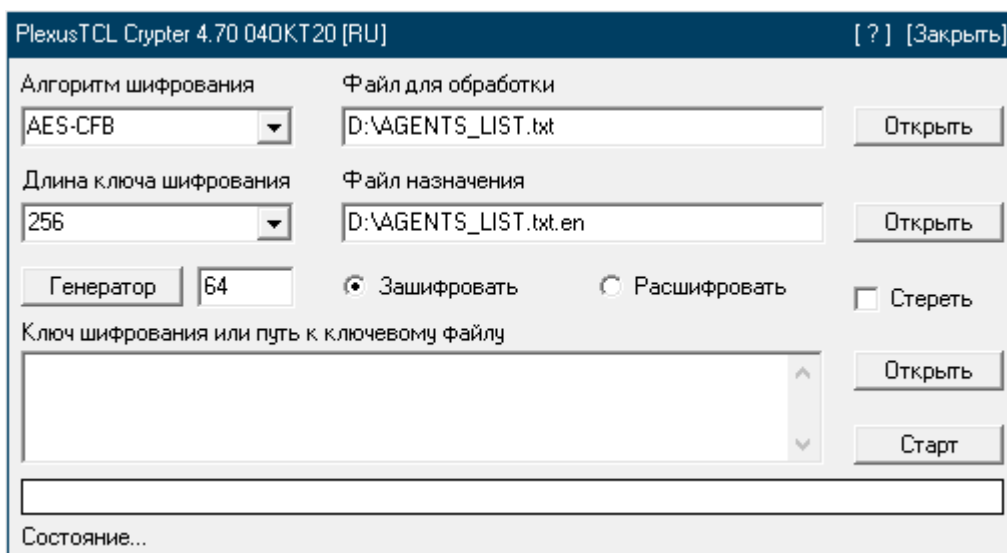 PlexusTCL Crypter 4.70 04OKT20 [RU] [ ? ] [Закрыть]
Алгоритм шифрования Файл для обработки
AES-CFB D:\AGENTS_LIST.txt Открыть
Длина ключа шифрования Файл назначения
256 D:\AGENTS_LIST.txt.en Открыть
Генератор 64 Зашифровать Расшифровать Стереть
Ключ шифрования или путь к ключевому файлу
Открыть
Старт
Состояние...